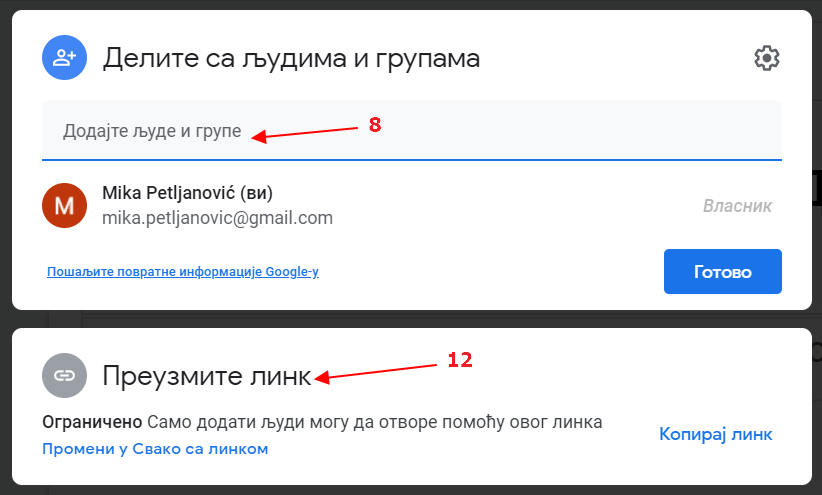 Делите са људима и групама
Додајте људе и групе
8
Mika Petljanović (ви)
mika.petljanovic@gmail.com
Власник
Пошаљите повратне информације Google-у
Готово
12
Преузмите линк
Ограничено Само додати људи могу да отворе помоћу овог линка
Промени у Свако са линком
Копирај линк